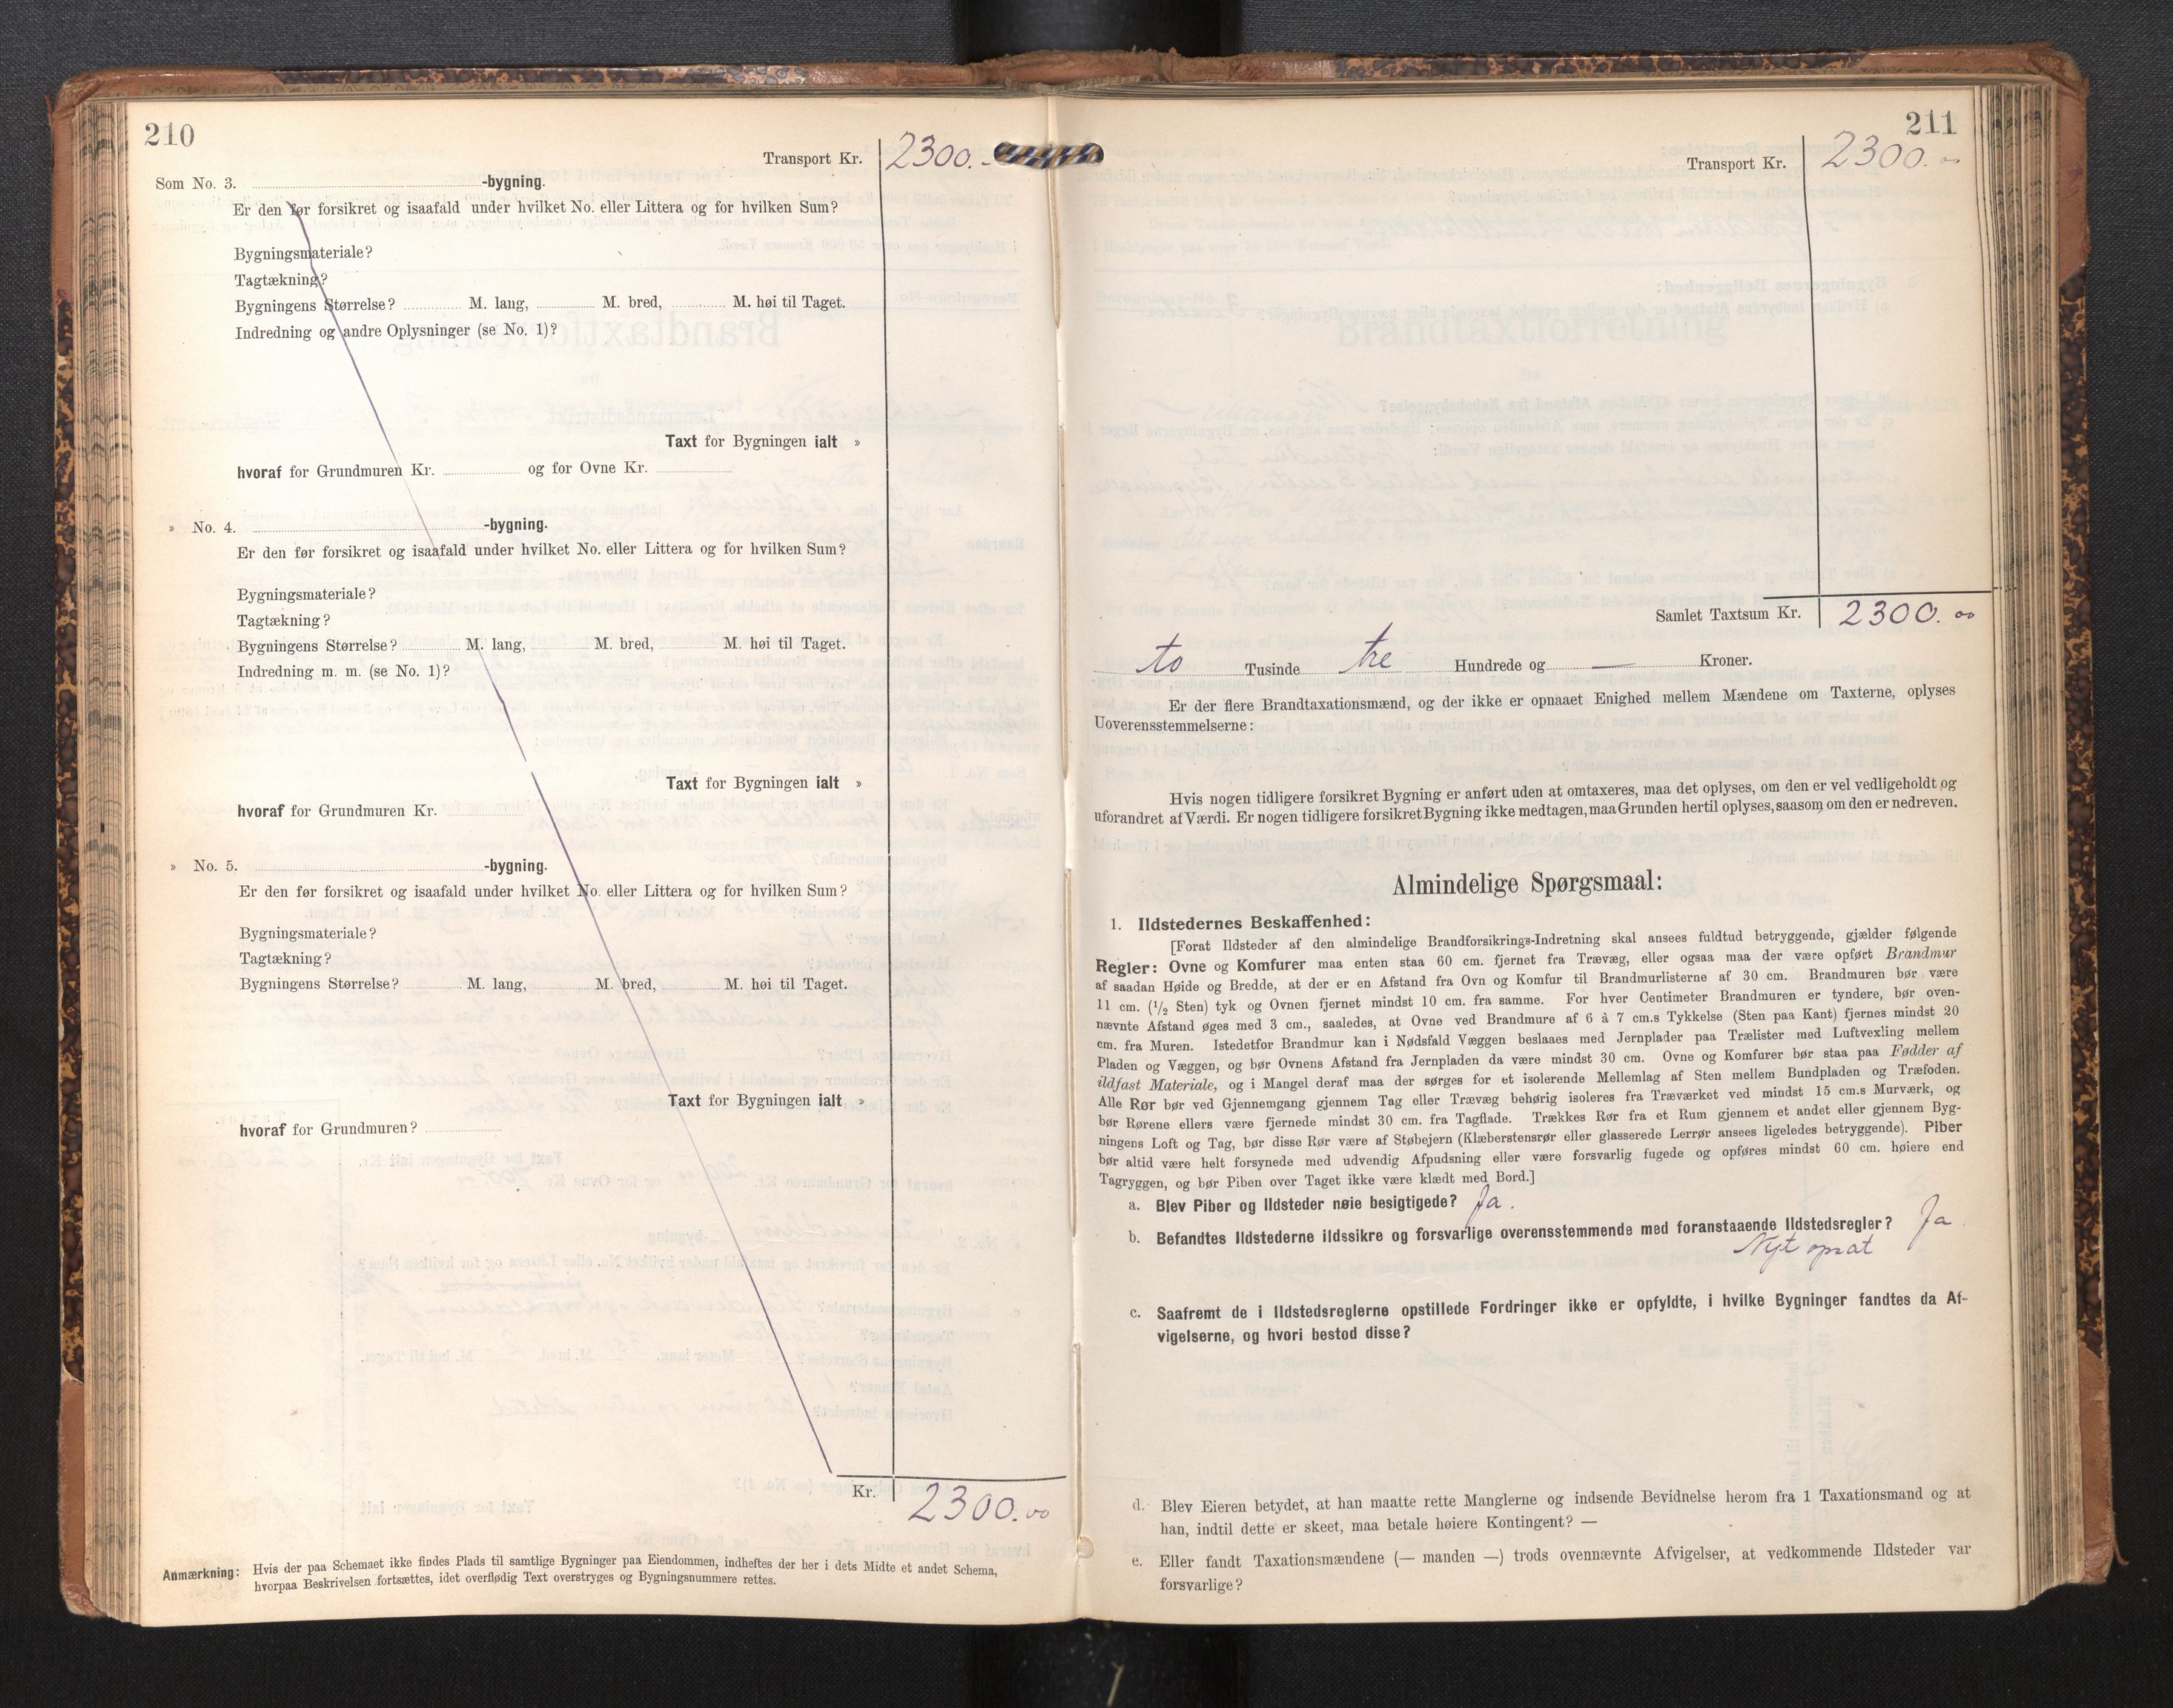 210
Transport Kr. 2300.-
Som No. 3. -bygning.
Er den før forsikret og isaafald under hvilket No. eller Littera og for hvilken Sum?
Bygningsmateriale?
Tagtækning?
Bygningens Størrelse? M. lang, M. bred, M. høi til Taget.
Indredning og andre Oplysninger (se No. 1)?
Taxt for Bygningen ialt »
hvoraf for Grundmuren Kr. og for Ovne Kr.
» No. 4. -bygning.
Er den før forsikret og isaafald under hvilket No. eller Littera og for hvilken Sum?
Bygningsmateriale?
Tagtækning?
Bygningens Størrelse? M. lang, M. bred, M. høi til Taget.
Indredning m. m. (se No. 1)?
Taxt for Bygningen ialt »
hvoraf for Grundmuren Kr.
» No. 5. -bygning.
Er den før forsikret og isaafald under hvilket No. eller Littera og for hvilken Sum?
Bygningsmateriale?
Tagtækning?
Bygningens Størrelse? M. lang, M. bred, M. høi til Taget.
Taxt for Bygningen ialt »
hvoraf for Grundmuren?
Kr. 2300.00
Anmærkning: Hvis der paa Schemaet ikke findes Plads til samtlige Bygninger paa Eiendommen, indheftes der her i dets Midte et andet Schema,
hvorpaa Beskrivelsen fortsættes, idet overflødig Text overstryges og Bygningsnummere rettes.
211
Transport Kr. 2300.00
Samlet Taxtsum Kr. 2300.00
to Tusinde tre Hundrede og — Kroner.
Er der flere Brandtaxationsmænd, og der ikke er opnaaet Enighed mellem Mændene om Taxterne, oplyses
Uoverensstemmelserne:
Hvis nogen tidligere forsikret Bygning er anført uden at omtaxeres, maa det oplyses, om den er vel vedligeholdt og
uforandret af Værdi. Er nogen tidligere forsikret Bygning ikke medtagen, maa Grunden hertil oplyses, saasom om den er nedreven.
Almindelige Spørgsmaal:
1. Ildstedernes Beskaffenhed:
[Forat Ildsteder af den almindelige Brandforsikrings-Indretning skal ansees fuldtud betryggende, gjælder følgende
Regler: Ovne og Komfurer maa enten staa 60 cm. fjernet fra Trævæg, eller ogsaa maa der være opført Brandmur
af saadan Høide og Bredde, at der er en Afstand fra Ovn og Komfur til Brandmurlisterne af 30 cm. Brandmuren bør være
11 cm. (1/2 Sten) tyk og Ovnen fjernet mindst 10 cm. fra samme. For hver Centimeter Brandmuren er tyndere, bør oven-
nævnte Afstand øges med 3 cm., saaledes, at Ovne ved Brandmure af 6 à 7 cm.s Tykkelse (Sten paa Kant) fjernes mindst 20
cm. fra Muren. Istedetfor Brandmur kan i Nødsfald Væggen beslaaes med Jernplader paa Trælister med Luftvexling mellem
Pladen og Væggen, og bør Ovnens Afstand fra Jernpladen da være mindst 30 cm. Ovne og Komfurer bør staa paa Fødder af
ildfast Materiale, og i Mangel deraf maa der sørges for et isolerende Mellemlag af Sten mellem Bundpladen og Træfoden.
Alle Rør bør ved Gjennemgang gjennem Tag eller Trævæg behørig isoleres fra Træværket ved mindst 15 cm.s Murværk, og
bør Rørene ellers være fjernede mindst 30 cm. fra Tagflade. Trækkes Rør fra et Rum gjennem et andet eller gjennem Byg-
ningens Loft og Tag, bør disse Rør være af Støbejern (Klæberstensrør eller glasserede Lerrør ansees ligeledes betryggende). Piber
bør altid være helt forsynede med udvendig Afpudsning eller være forsvarlig fugede og opføres mindst 60 cm. høiere end
Tagryggen, og bør Piben over Taget ikke være klædt med Bord.]
a. Blev Piber og Ildsteder nøie besigtigede? Ja.
b. Befandtes Ildstederne ildssikre og forsvarlige overensstemmende med foranstaaende Ildstedsregler? Ja
Nyt opsat
c. Saafremt de i Ildstedsreglerne opstillede Fordringer ikke er opfyldte, i hvilke Bygninger fandtes da Af-
vigelserne, og hvori bestod disse?
d. Blev Eieren betydet, at han maatte rette Manglerne og indsende Bevidnelse herom fra 1 Taxationsmand og at
han, indtil dette er skeet, maa betale høiere Kontingent? —
e. Eller fandt Taxationsmændene (— manden —) trods ovennævnte Afvigelser, at vedkommende Ildsteder var
forsvarlige?